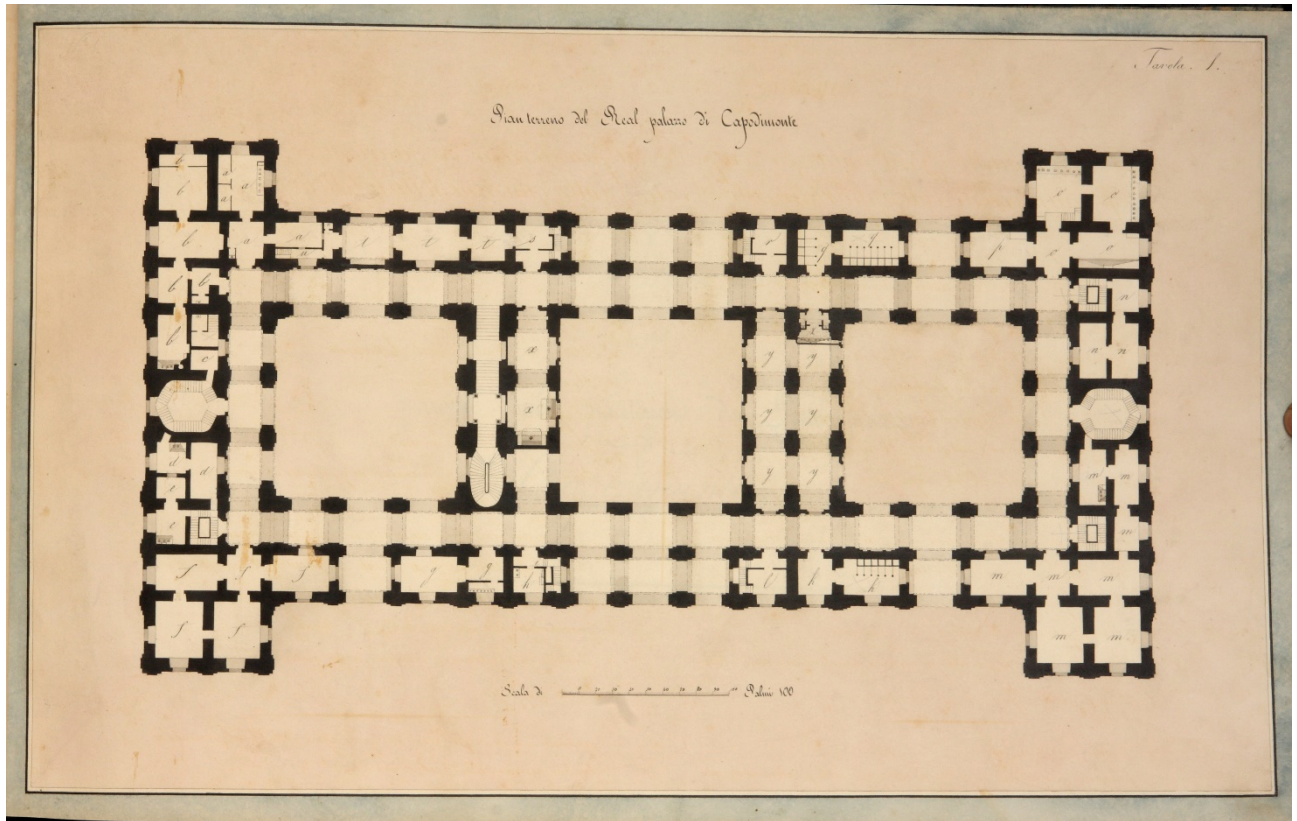 Tavola. 1.
Pian terreno del Real palazzo di Capodimonte
b a
b a e e
b a a t t t s r q q p o o
b b n
b n n
c
x y y
x y y
d d m m
y y
m
f f f g g h l k k m m m
f f m m
Scala di Palmi 100